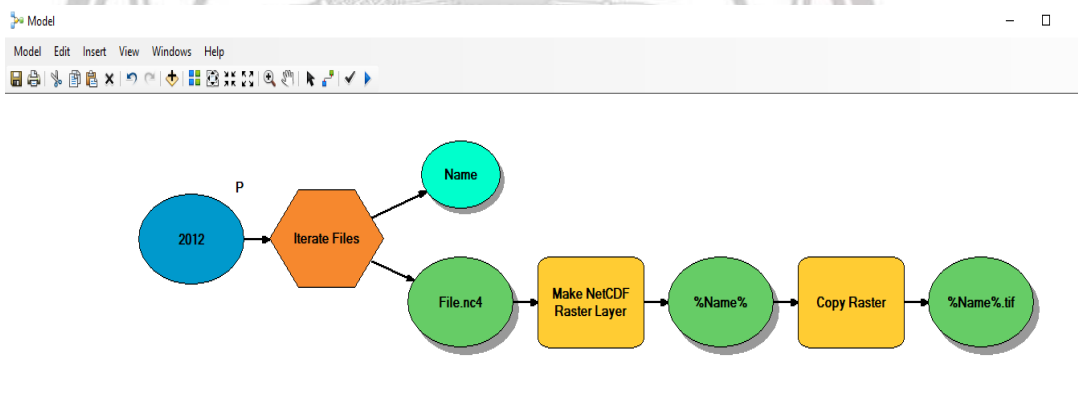 Model
Model Edit Insert View Windows Help
P
Name
2012
Iterate Files
File.nc4
Make NetCDF
Raster Layer
%Name%
Copy Raster
%Name%.tif